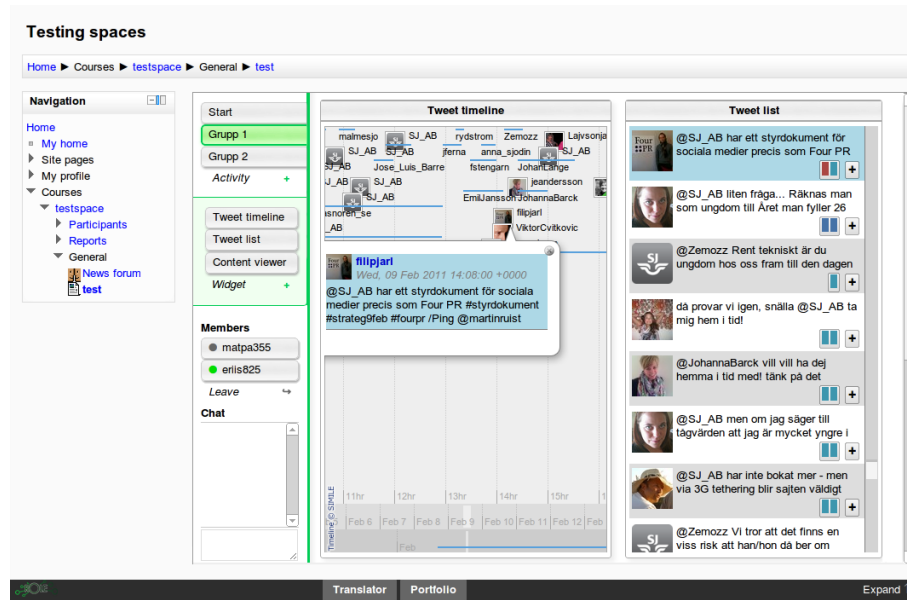 Testing spaces
Home ► Courses ► testspace ► General ► test
Navigation
Home
My home
Site pages
My profile
Courses
testspace
Participants
Reports
General
News forum
test
Start
Grupp 1
Grupp 2
Activity +
Tweet timeline
Tweet list
Content viewer
Widget +
Members
matpa355
eriis825
Leave
Chat
Tweet timeline
malmesjo SJ_AB rydstrom Zemozz Lajvsonja
SJ_AB SJ_AB jferna anna_sjodin SJ_AB
SJ_AB Jose_Luis_Barre fstengarn JohanLange
SJ_AB SJ_AB jeandersson
SJ_AB EmilJansson JohannaBarck
asnoren_se filipjarl
_AB ViktorCvitkovic
filipjarl
Wed, 09 Feb 2011 14:08:00 +0000
@SJ_AB har ett styrdokument för sociala
medier precis som Four PR #styrdokument
#strateg9feb #fourpr /Ping @martinruist
11hr 12hr 13hr 14hr 15hr 1
Feb 6 Feb 7 Feb 8 Feb 9 Feb 10 Feb 11 Feb 12 Feb
Feb
Timeline © SIMILE
Tweet list
Four
PR
@SJ_AB har ett styrdokument för
sociala medier precis som Four PR
+
@SJ_AB liten fråga... Räknas man
som ungdom till Året man fyller 26
+
SJ
@Zemozz Rent tekniskt är du
ungdom hos oss fram till den dagen
+
då provar vi igen, snälla @SJ_AB ta
mig hem i tid!
+
@JohannaBarck vill vill ha dej
hemma i tid med! tänk på det
+
@SJ_AB men om jag säger till
tågvärden att jag är mycket yngre i
+
@SJ_AB har inte bokat mer - men
via 3G tethering blir sajten väldigt
+
SJ
@Zemozz Vi tror att det finns en
viss risk att han/hon då ber om
Translator Portfolio Expand